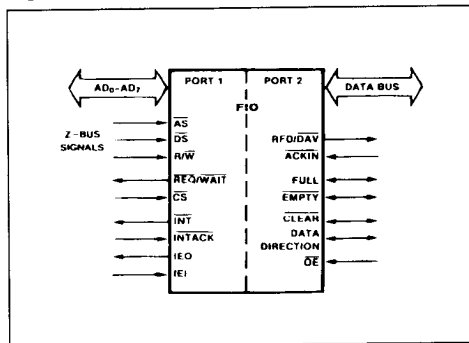 PORT 1
PORT 2
FIO
AD0-AD7
DATA BUS
Z-BUS
SIGNALS
AS
DS
R/W
REQ/WAIT
CS
INT
INTACK
IEO
IEI
RFD/DAV
ACKIN
FULL
EMPTY
CLEAR
DATA
DIRECTION
OE